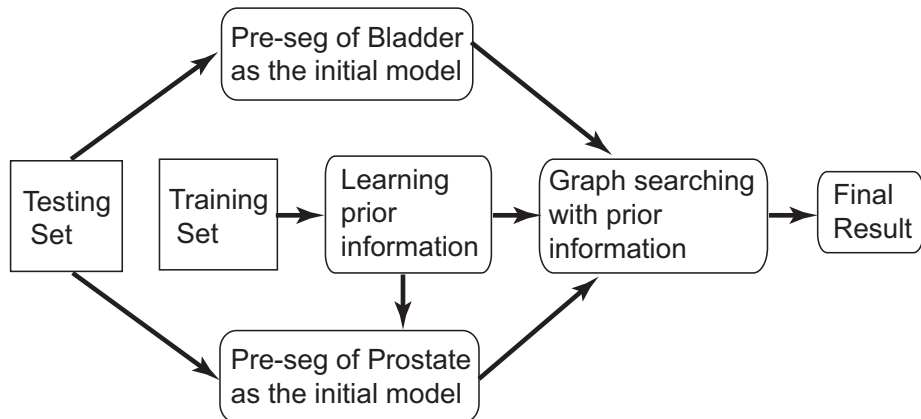 Pre-seg of Bladder
as the initial model
Testing
Set
Training
Set
Learning
prior
information
Graph searching
with prior
information
Final
Result
Pre-seg of Prostate
as the initial model